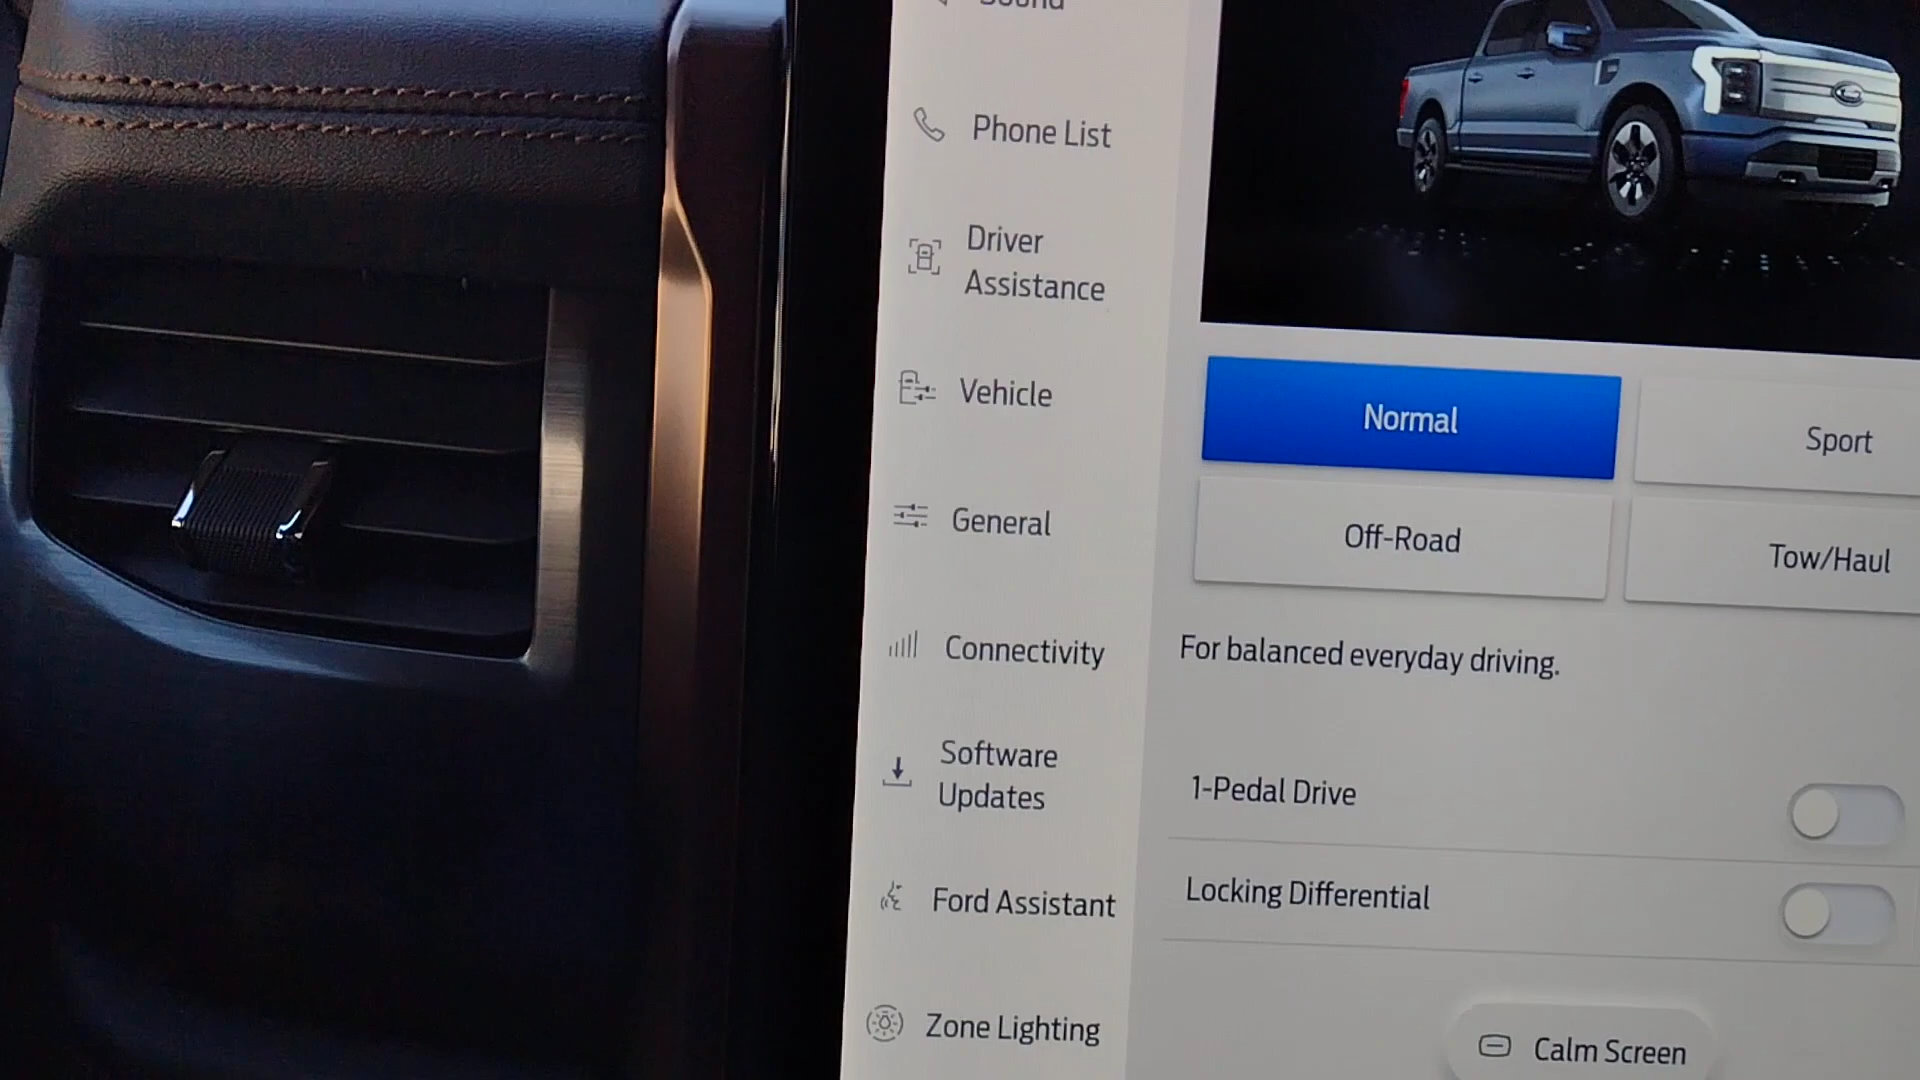 Sound
Phone List
Driver
Assistance
Vehicle
General
Connectivity
Software
Updates
Ford Assistant
Zone Lighting
Normal
Sport
Off-Road
Tow/Haul
For balanced everyday driving.
1-Pedal Drive
Locking Differential
Calm Screen